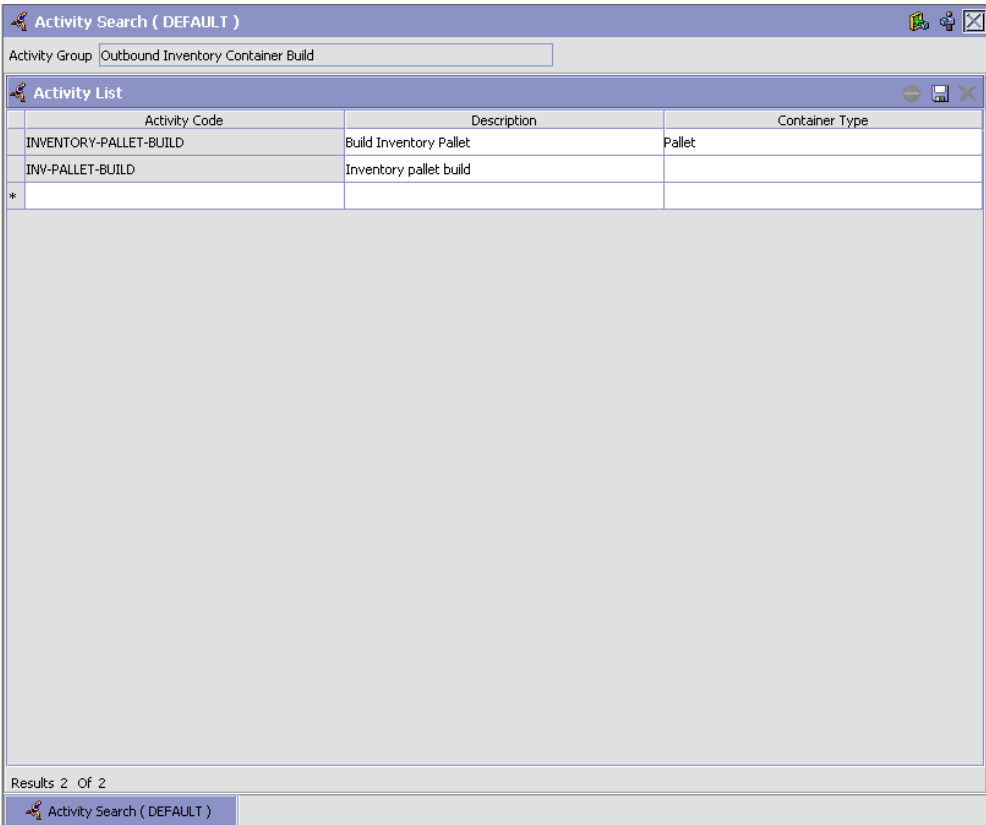 Activity Search ( DEFAULT )
Activity Group Outbound Inventory Container Build
Activity List
Activity Code Description Container Type
INVENTORY-PALLET-BUILD Build Inventory Pallet Pallet
INV-PALLET-BUILD Inventory pallet build
*
Results 2 Of 2
Activity Search ( DEFAULT )